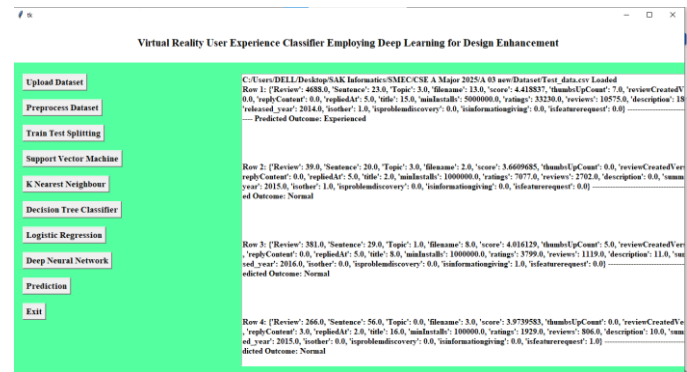 tk
Virtual Reality User Experience Classifier Employing Deep Learning for Design Enhancement
Upload Dataset
Preprocess Dataset
Train Test Splitting
Support Vector Machine
K Nearest Neighbour
Decision Tree Classifier
Logistic Regression
Deep Neural Network
Prediction
Exit
C:/Users/DELL/Desktop/SAK Informatics/SMEC/CSE A Major 2025/A 03 new/Dataset/Test_data.csv Loaded
Row 1: {'Review': 4688.0, 'Sentence': 23.0, 'Topic': 3.0, 'filename': 13.0, 'score': 4.418837, 'thumbsUpCount': 7.0, 'reviewCreatedV
0.0, 'replyContent': 0.0, 'repliedAt': 5.0, 'title': 15.0, 'minInstalls': 5000000.0, 'ratings': 33230.0, 'reviews': 10575.0, 'description': 18
'released_year': 2014.0, 'isother': 1.0, 'isproblemdiscovery': 0.0, 'isinformationgiving': 0.0, 'isfeaturerequest': 0.0} --------------------
---- Predicted Outcome: Experienced
Row 2: {'Review': 39.0, 'Sentence': 20.0, 'Topic': 3.0, 'filename': 2.0, 'score': 3.6609685, 'thumbsUpCount': 0.0, 'reviewCreatedVers
replyContent': 0.0, 'repliedAt': 5.0, 'title': 2.0, 'minInstalls': 1000000.0, 'ratings': 7077.0, 'reviews': 2702.0, 'description': 0.0, 'summ
year': 2015.0, 'isother': 1.0, 'isproblemdiscovery': 0.0, 'isinformationgiving': 0.0, 'isfeaturerequest': 0.0} ------------------------------
ed Outcome: Normal
Row 3: {'Review': 381.0, 'Sentence': 29.0, 'Topic': 1.0, 'filename': 8.0, 'score': 4.016129, 'thumbsUpCount': 5.0, 'reviewCreatedVer
, 'replyContent': 0.0, 'repliedAt': 5.0, 'title': 8.0, 'minInstalls': 1000000.0, 'ratings': 3799.0, 'reviews': 1119.0, 'description': 11.0, 'su
sed_year': 2016.0, 'isother': 0.0, 'isproblemdiscovery': 0.0, 'isinformationgiving': 1.0, 'isfeaturerequest': 0.0} -------------------------
edicted Outcome: Normal
Row 4: {'Review': 266.0, 'Sentence': 56.0, 'Topic': 0.0, 'filename': 3.0, 'score': 3.9739583, 'thumbsUpCount': 0.0, 'reviewCreatedVe
, 'replyContent': 3.0, 'repliedAt': 2.0, 'title': 16.0, 'minInstalls': 100000.0, 'ratings': 1929.0, 'reviews': 806.0, 'description': 10.0, 'sum
ed_year': 2015.0, 'isother': 0.0, 'isproblemdiscovery': 0.0, 'isinformationgiving': 0.0, 'isfeaturerequest': 1.0} -------------------------
dicted Outcome: Normal